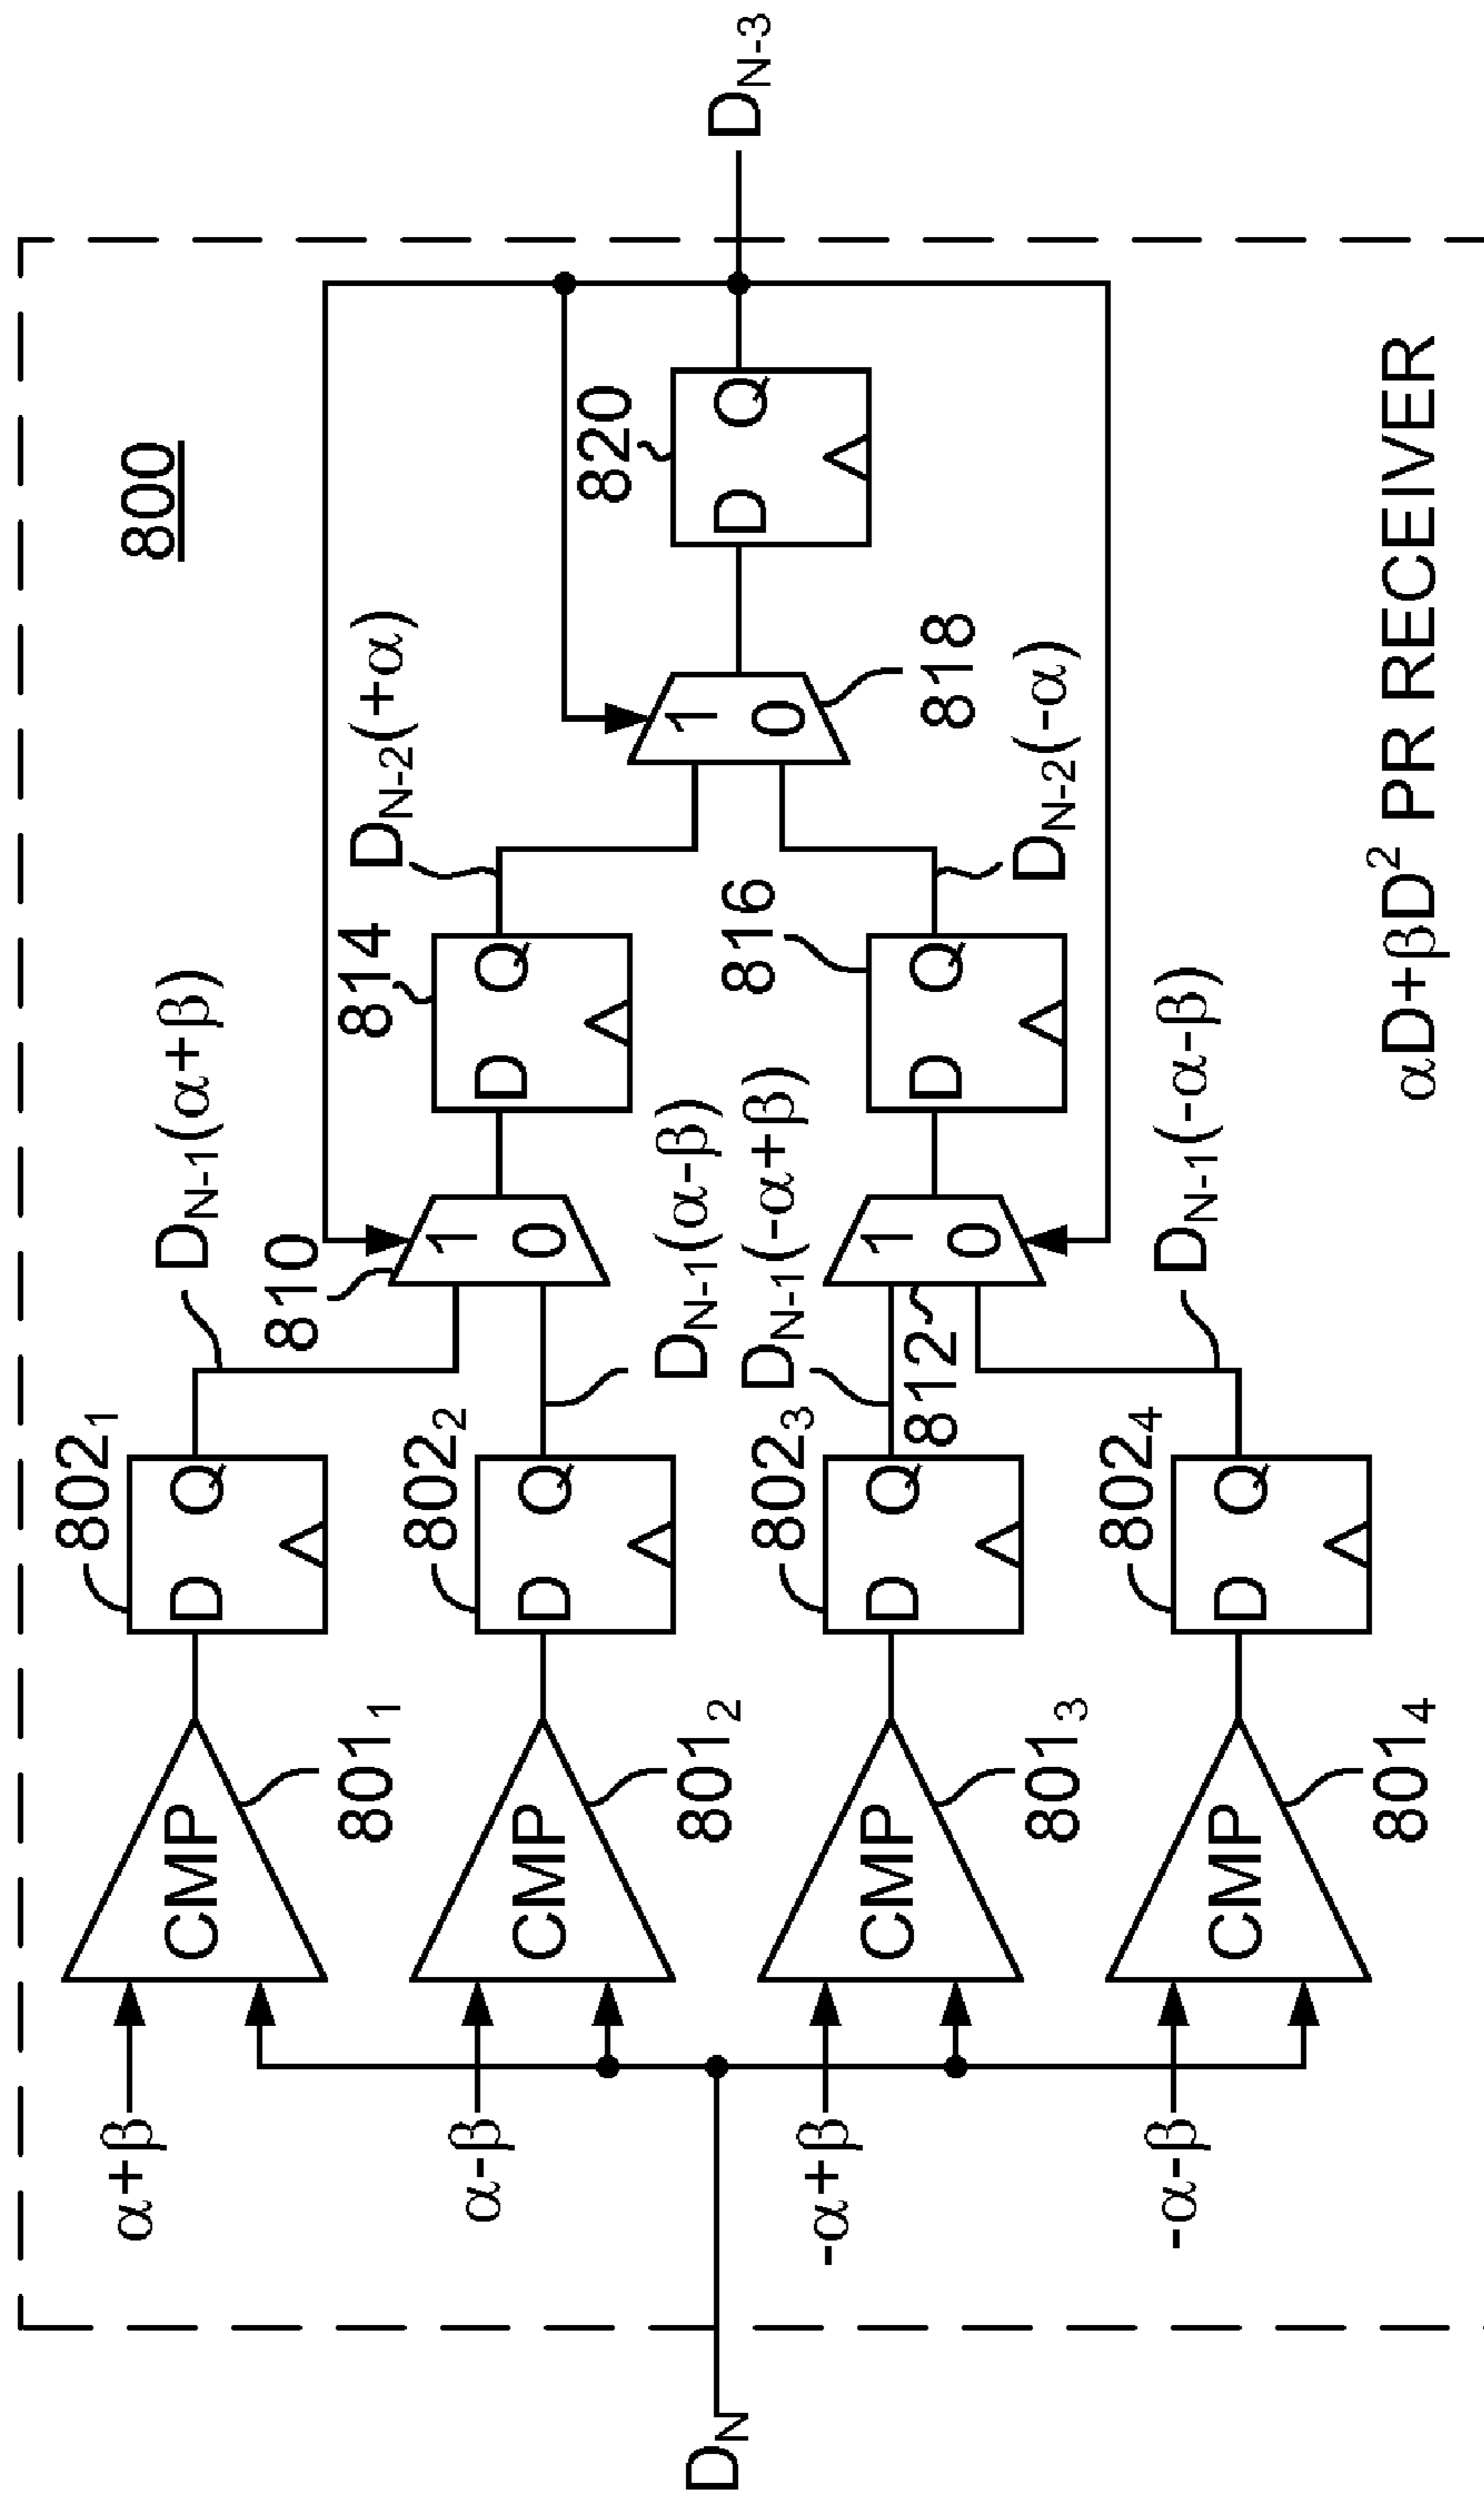 800
α+β
CMP
801₁
D Q
802₁
D_N-1(α+β)
α-β
CMP
801₂
D Q
802₂
D_N-1(α-β)
810
1
0
814
D Q
D_N-2(+α)
D_N
-α+β
CMP
801₃
D Q
802₃
D_N-1(-α+β)
812
1
0
816
D Q
D_N-2(-α)
-α-β
CMP
801₄
D Q
802₄
D_N-1(-α-β)
1
0
818
D Q
820
D_N-3
αD+βD² PR RECEIVER